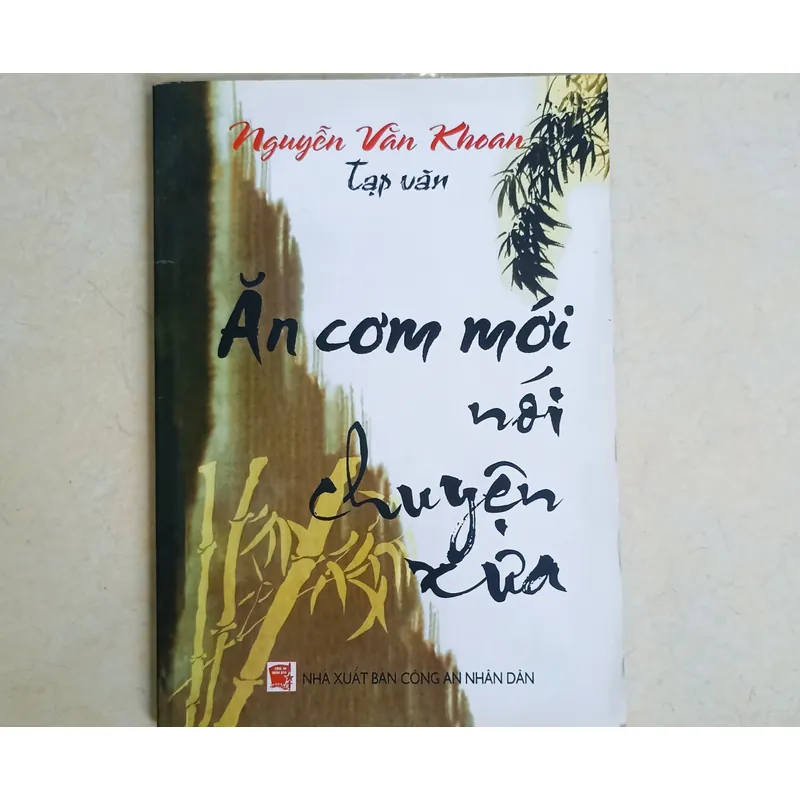 Nguyễn Văn Khoan
Tạp văn
Ăn cơm mới
nói
chuyện
xưa
NHÀ XUẤT BẢN CÔNG AN NHÂN DÂN